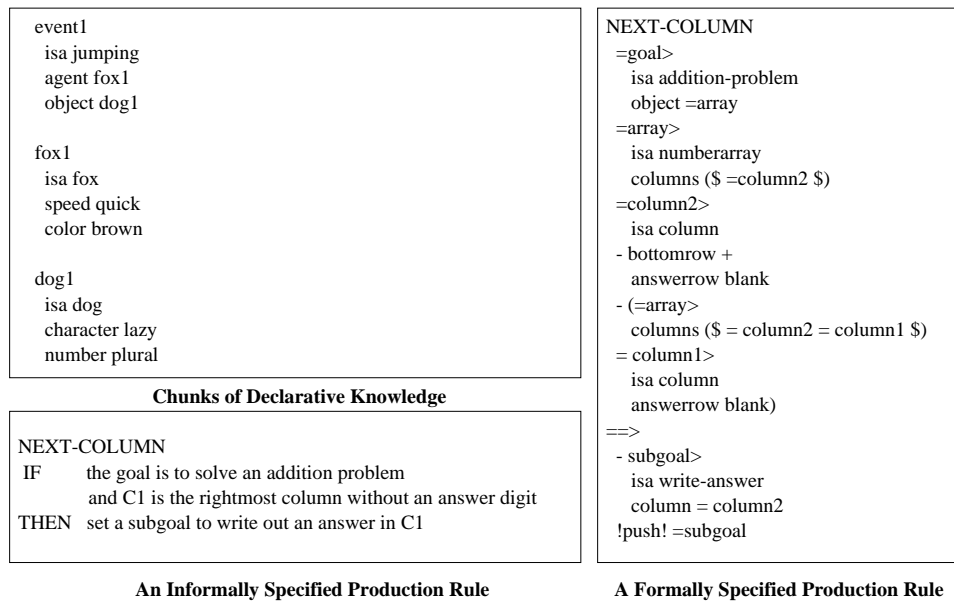 event1
isa jumping
agent fox1
object dog1
fox1
isa fox
speed quick
color brown
dog1
isa dog
character lazy
number plural
Chunks of Declarative Knowledge
NEXT-COLUMN
IF the goal is to solve an addition problem
and C1 is the rightmost column without an answer digit
THEN set a subgoal to write out an answer in C1
An Informally Specified Production Rule
NEXT-COLUMN
=goal>
isa addition-problem
object =array
=array>
isa numberarray
columns ($ =column2 $)
=column2>
isa column
- bottomrow +
answerrow blank
- (=array>
columns ($ = column2 = column1 $)
= column1>
isa column
answerrow blank)
==>
- subgoal>
isa write-answer
column = column2
!push! =subgoal
A Formally Specified Production Rule